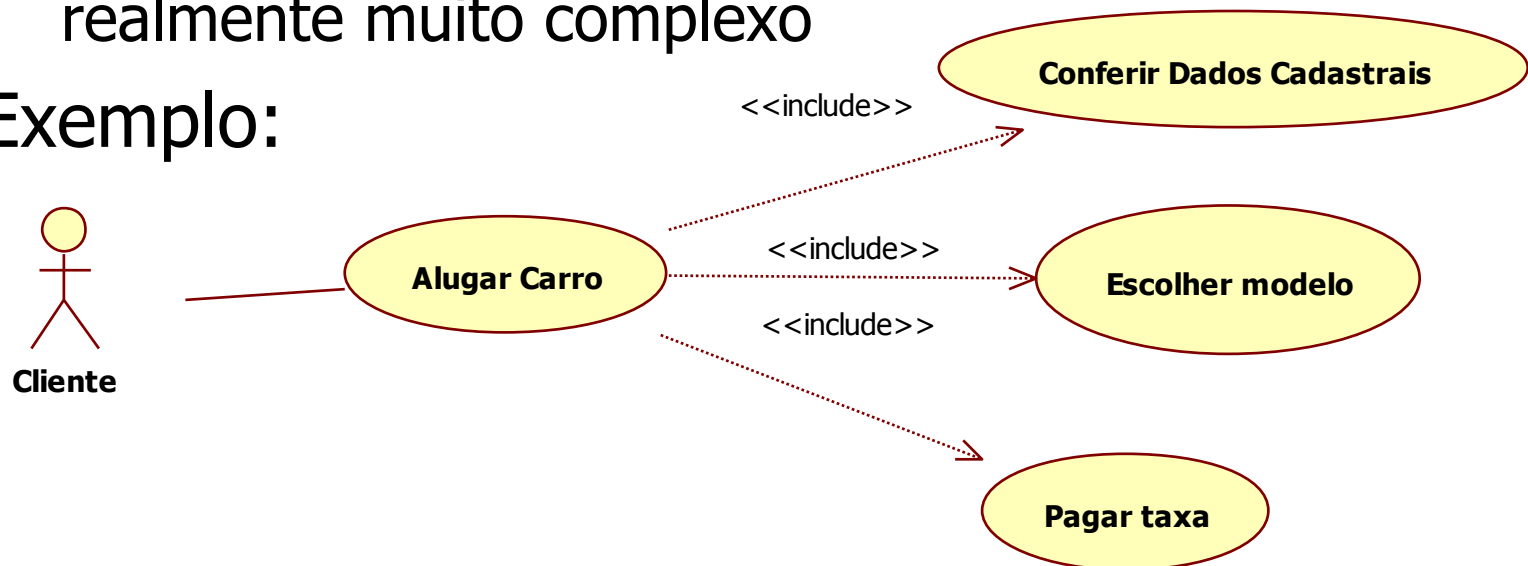 realmente muito complexo
Exemplo:
Conferir Dados Cadastrais
<<include>>
Alugar Carro
<<include>>
Escolher modelo
<<include>>
Cliente
Pagar taxa